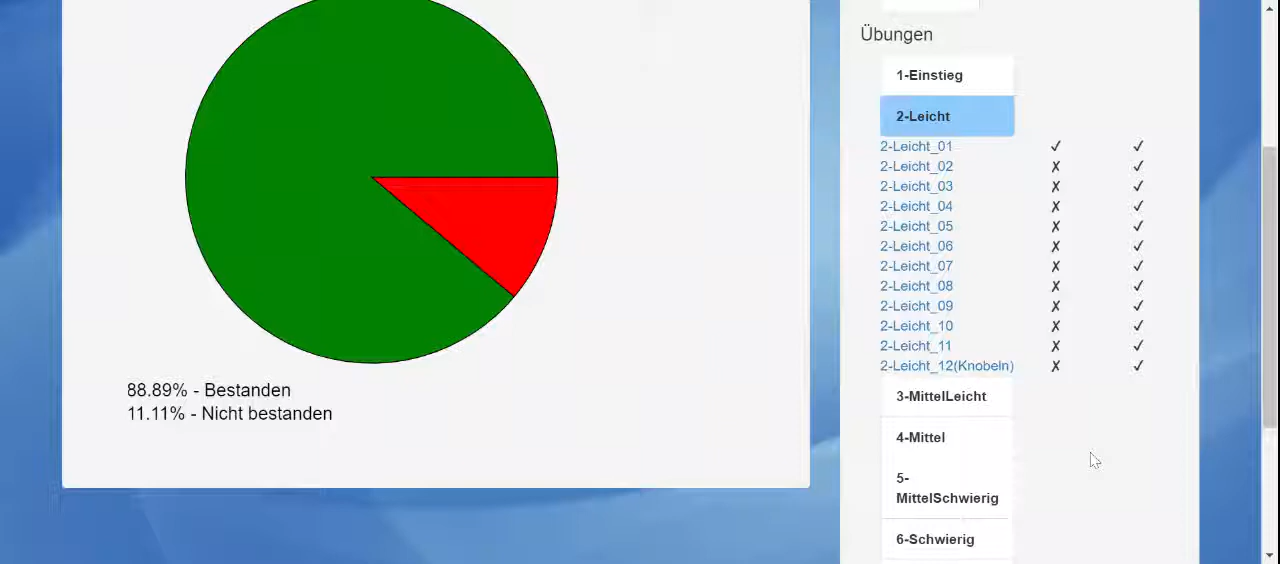 88.89% - Bestanden
11.11% - Nicht bestanden
Übungen
1-Einstieg
2-Leicht
2-Leicht_01 ✓ ✓
2-Leicht_02 ✗ ✓
2-Leicht_03 ✗ ✓
2-Leicht_04 ✗ ✓
2-Leicht_05 ✗ ✓
2-Leicht_06 ✗ ✓
2-Leicht_07 ✗ ✓
2-Leicht_08 ✗ ✓
2-Leicht_09 ✗ ✓
2-Leicht_10 ✗ ✓
2-Leicht_11 ✗ ✓
2-Leicht_12(Knobeln) ✗ ✓
3-MittelLeicht
4-Mittel
5-
MittelSchwierig
6-Schwierig